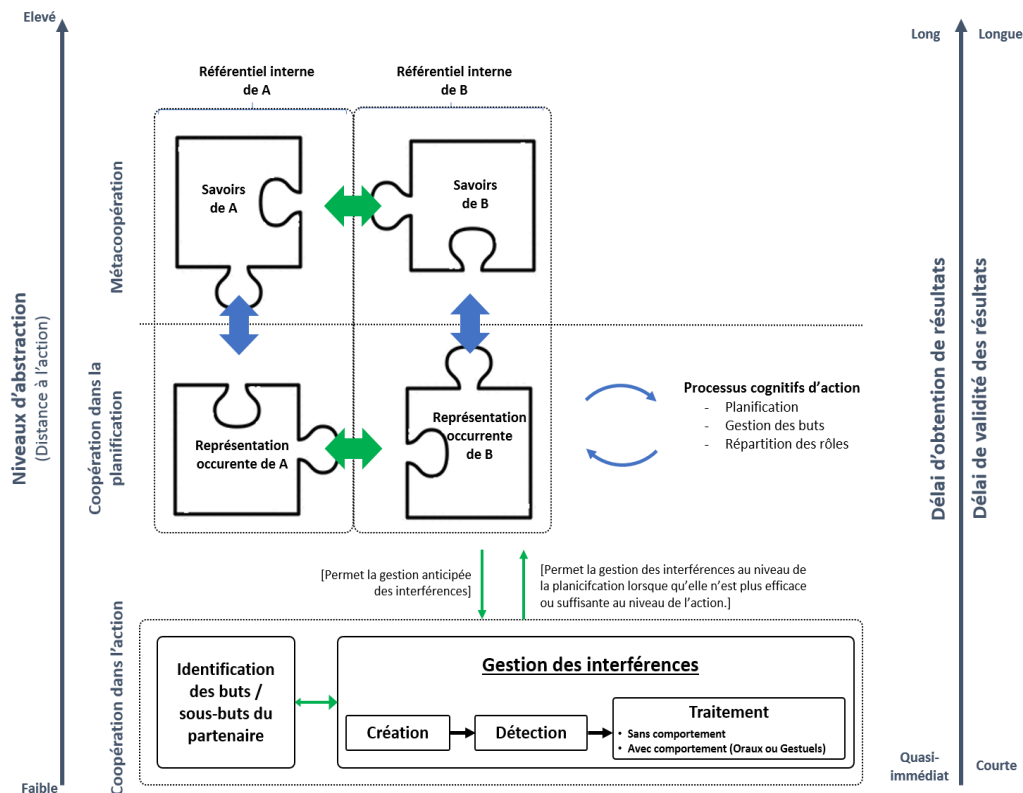 Elevé
Long
Longue
Référentiel interne
de A
Référentiel interne
de B
Métacoopération
Savoirs
de A
Savoirs
de B
Niveaux d'abstraction
(Distance à l'action)
Délai d'obtention de résultats
Délai de validité des résultats
Coopération dans la
planification
Représentation
occurente de A
Représentation
occurrente
de B
Processus cognitifs d'action
- Planification
- Gestion des buts
- Répartition des rôles
[Permet la gestion anticipée
des interférences]
[Permet la gestion des interférences au niveau de
la planicifcation lorsque qu'elle n'est plus efficace
ou suffisante au niveau de l'action.]
Coopération dans l'action
Identification
des buts /
sous-buts du
partenaire
Gestion des interférences
Création
Détection
Traitement
• Sans comportement
• Avec comportement (Oraux ou Gestuels)
Faible
Quasi-
immédiat
Courte